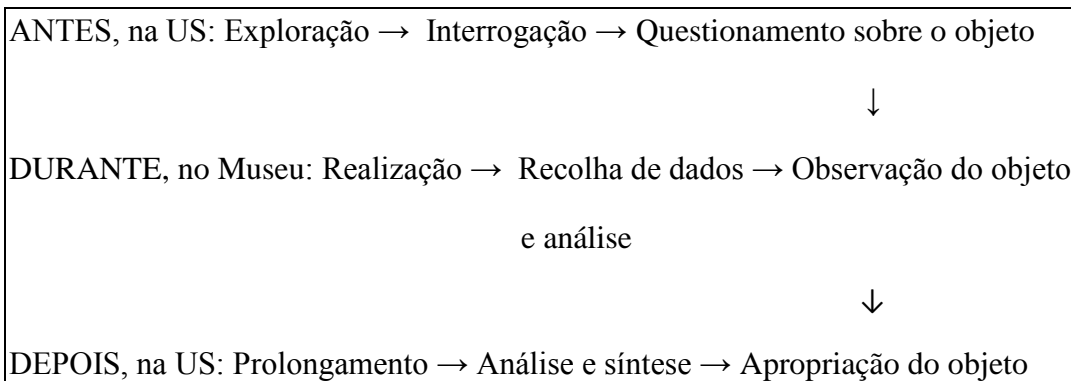 ANTES, na US: Exploração → Interrogação → Questionamento sobre o objeto
↓
DURANTE, no Museu: Realização → Recolha de dados → Observação do objeto
e análise
↓
DEPOIS, na US: Prolongamento → Análise e síntese → Apropriação do objeto